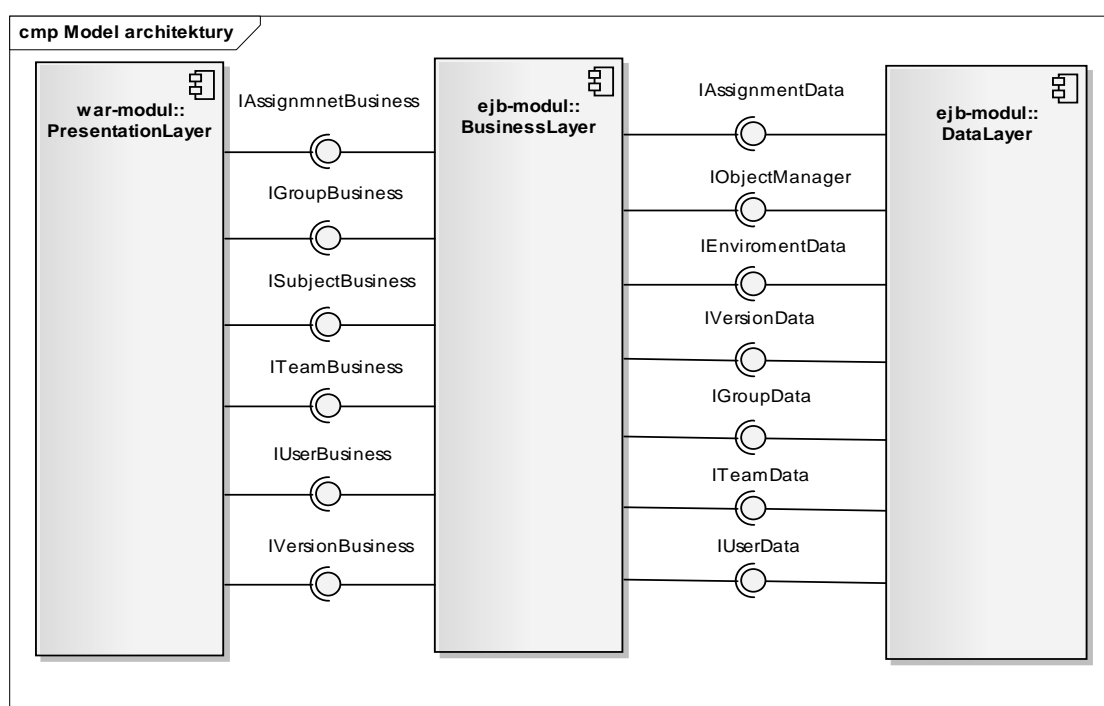 cmp Model architektury
war-modul::
PresentationLayer
IAssignmnetBusiness
IGroupBusiness
ISubjectBusiness
ITeamBusiness
IUserBusiness
IVersionBusiness
ejb-modul::
BusinessLayer
IAssignmentData
IObjectManager
IEnviromentData
IVersionData
IGroupData
ITeamData
IUserData
ejb-modul::
DataLayer